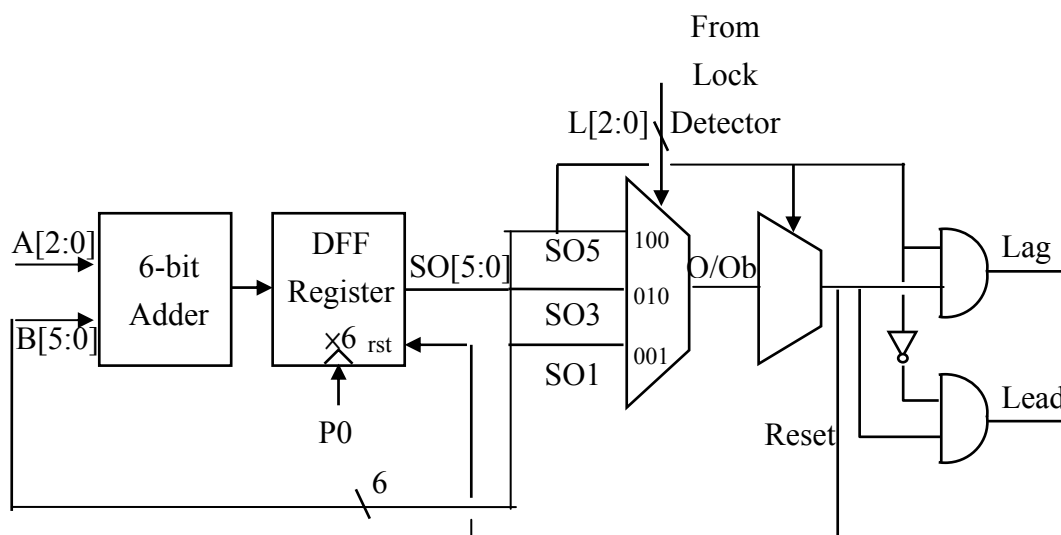 From
Lock
Detector
L[2:0]
A[2:0]
B[5:0]
6-bit
Adder
DFF
Register
×6 rst
P0
SO[5:0]
SO5
SO3
SO1
100
010
001
O/Ob
Reset
Lag
Lead
6